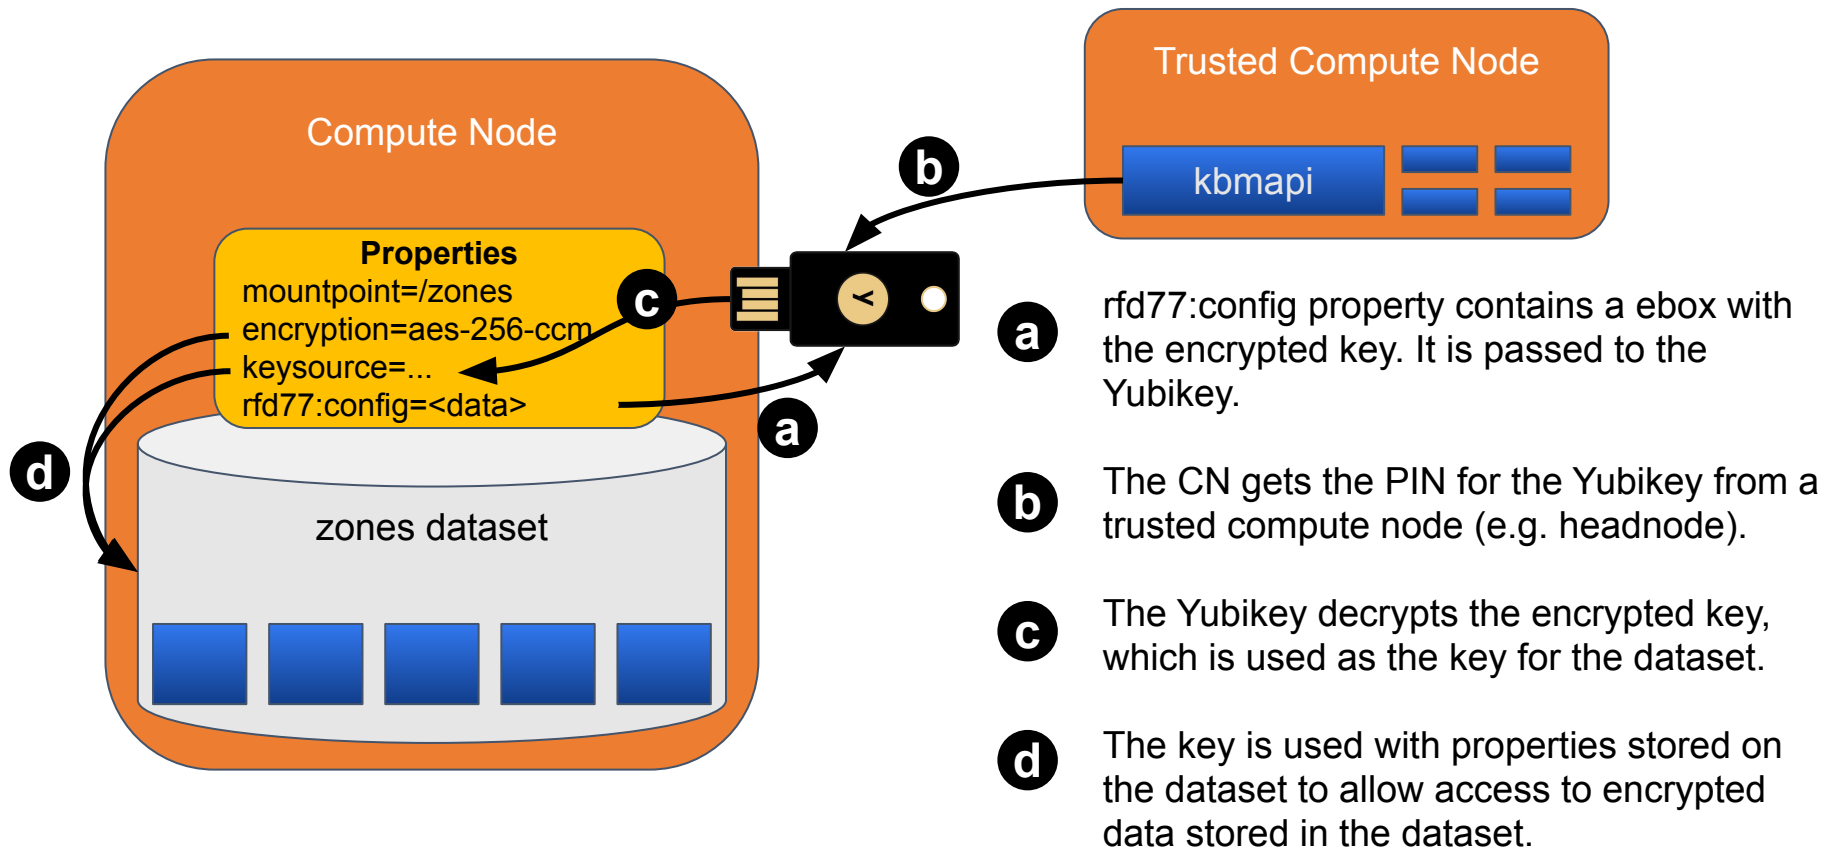 Trusted Compute Node
kbmapi
Compute Node
Properties
mountpoint=/zones
encryption=aes-256-ccm
keysource=...
rfd77:config=<data>
zones dataset
b
c
a
d
Y
a
rfd77:config property contains a ebox with
the encrypted key. It is passed to the
Yubikey.
b
The CN gets the PIN for the Yubikey from a
trusted compute node (e.g. headnode).
c
The Yubikey decrypts the encrypted key,
which is used as the key for the dataset.
d
The key is used with properties stored on
the dataset to allow access to encrypted
data stored in the dataset.